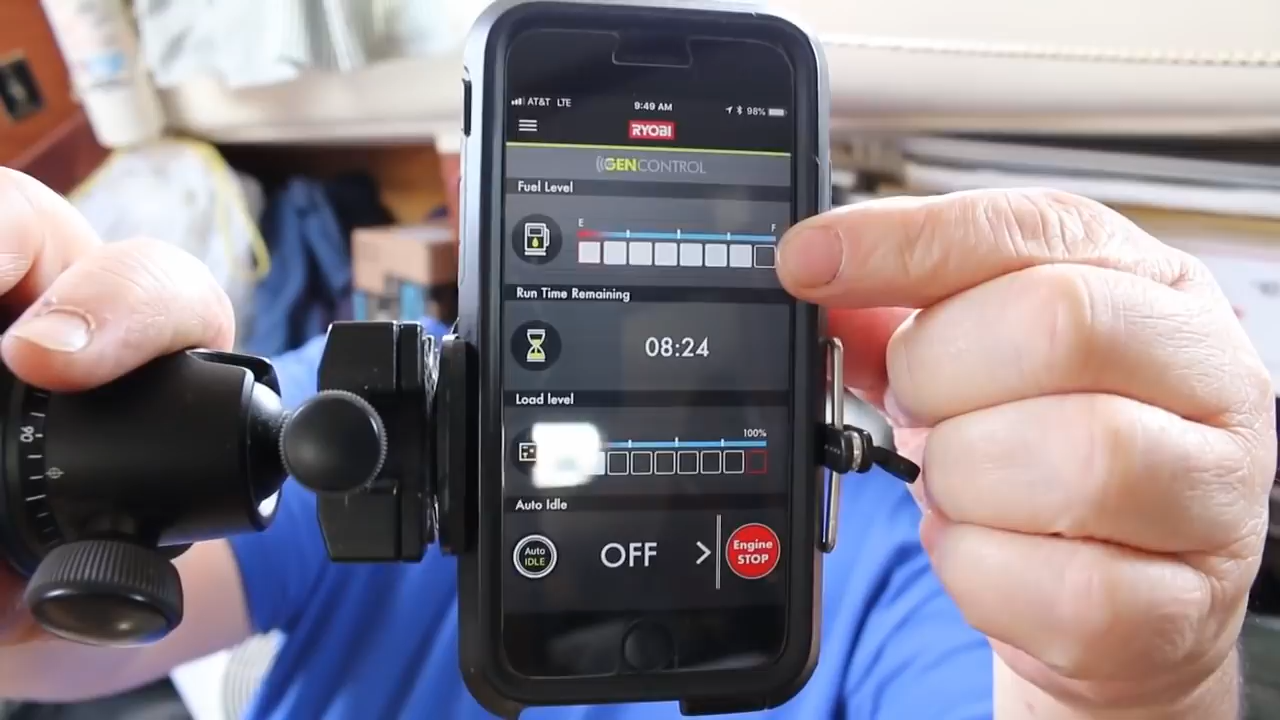 AT&T LTE 9:49 AM 98%
RYOBI
GENCONTROL
Fuel Level
E F
Run Time Remaining
08:24
Load level
100%
Auto Idle
Auto IDLE
OFF >
Engine STOP
90